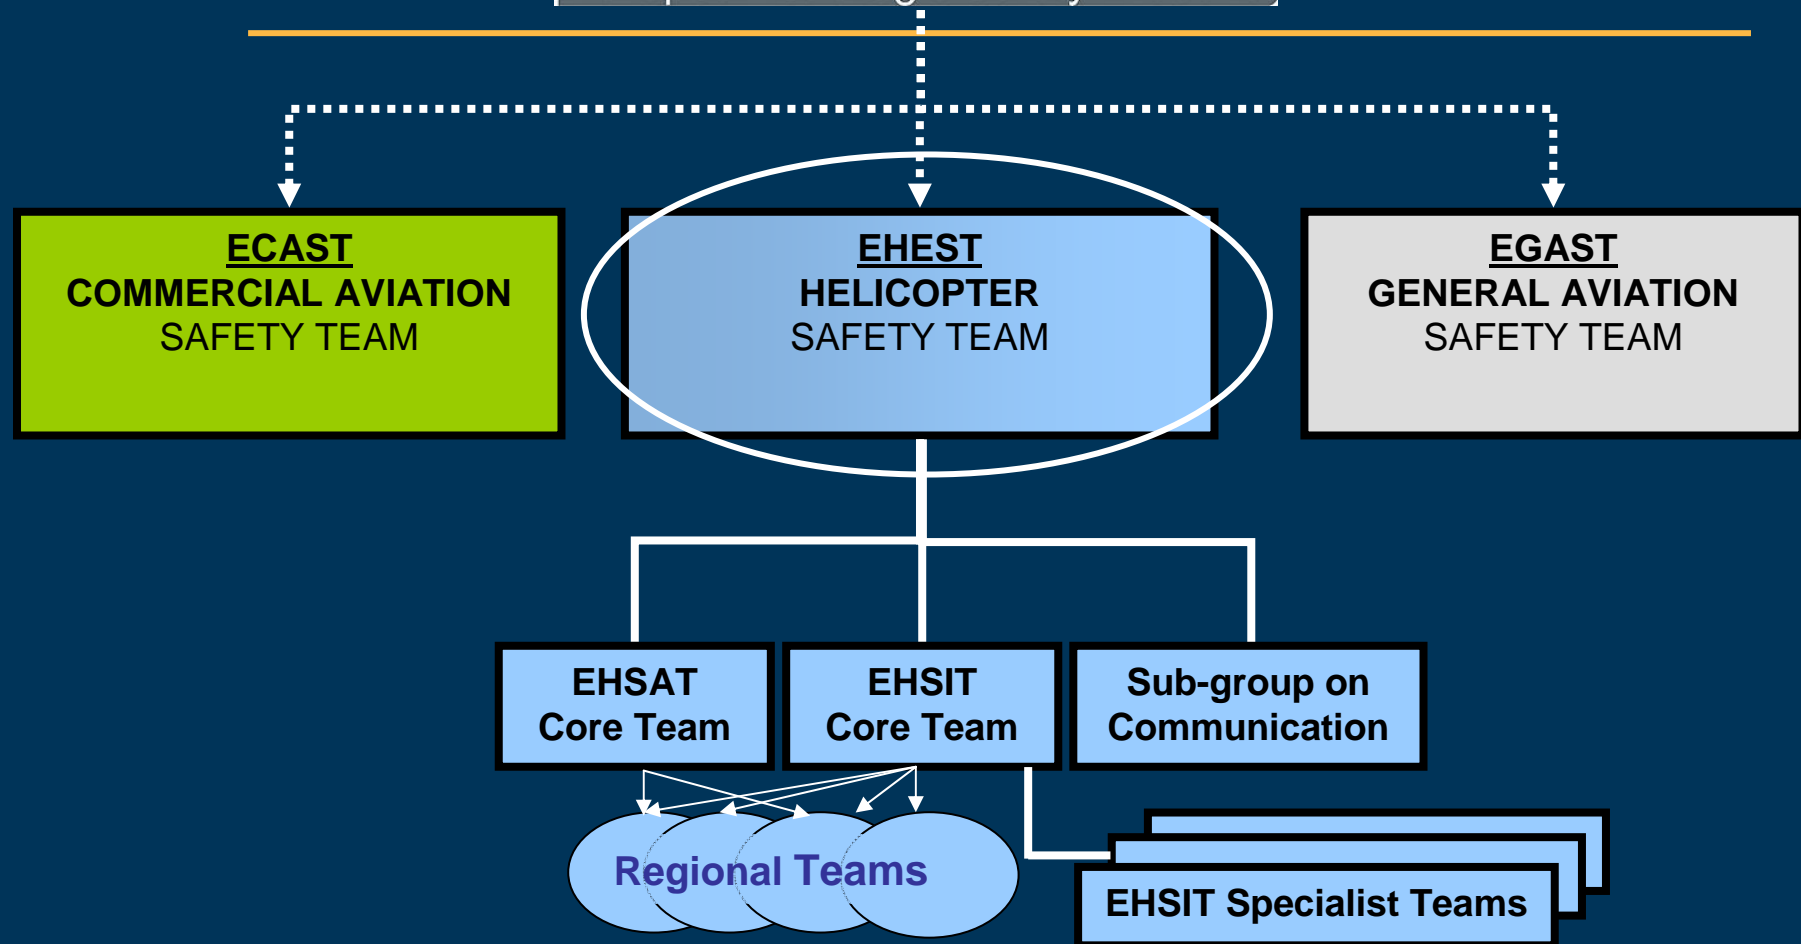 ECAST
COMMERCIAL AVIATION
SAFETY TEAM
EHEST
HELICOPTER
SAFETY TEAM
EGAST
GENERAL AVIATION
SAFETY TEAM
EHSAT
Core Team
EHSIT
Core Team
Sub-group on
Communication
Regional Teams
EHSIT Specialist Teams